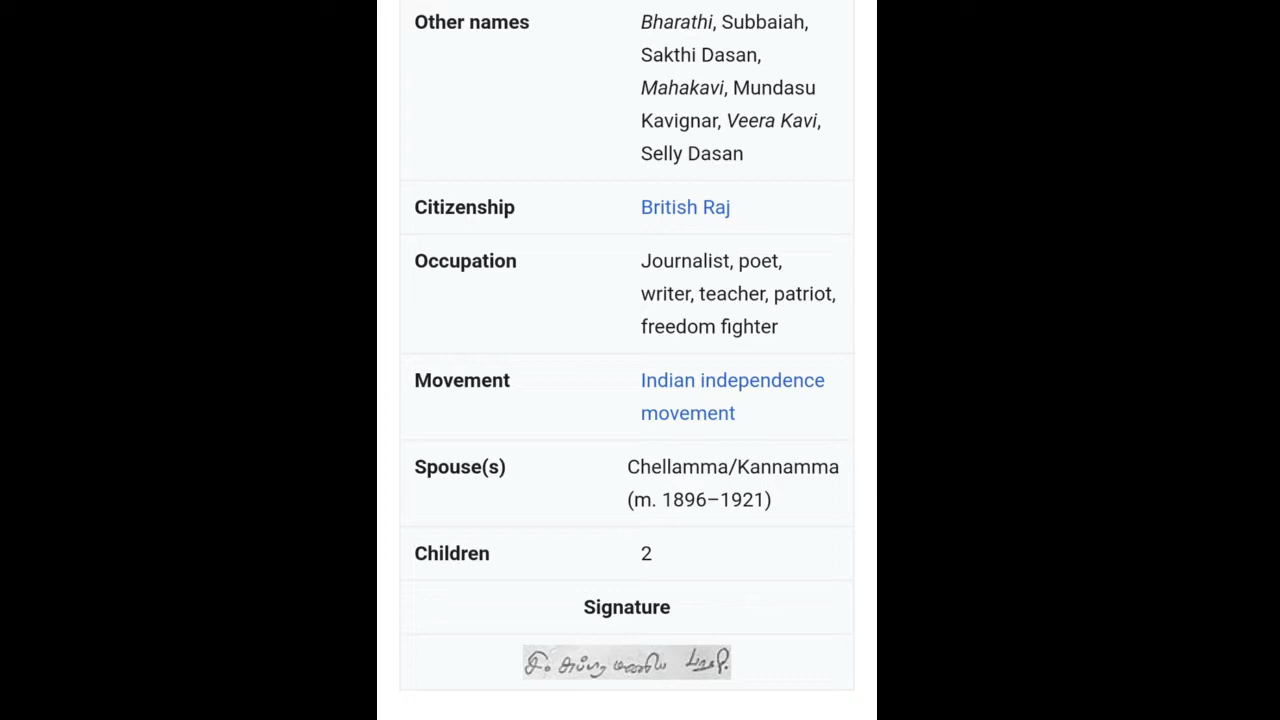 Other names
Bharathi, Subbaiah,
Sakthi Dasan,
Mahakavi, Mundasu
Kavignar, Veera Kavi,
Selly Dasan
Citizenship
British Raj
Occupation
Journalist, poet,
writer, teacher, patriot,
freedom fighter
Movement
Indian independence
movement
Spouse(s)
Chellamma/Kannamma
(m. 1896–1921)
Children
2
Signature